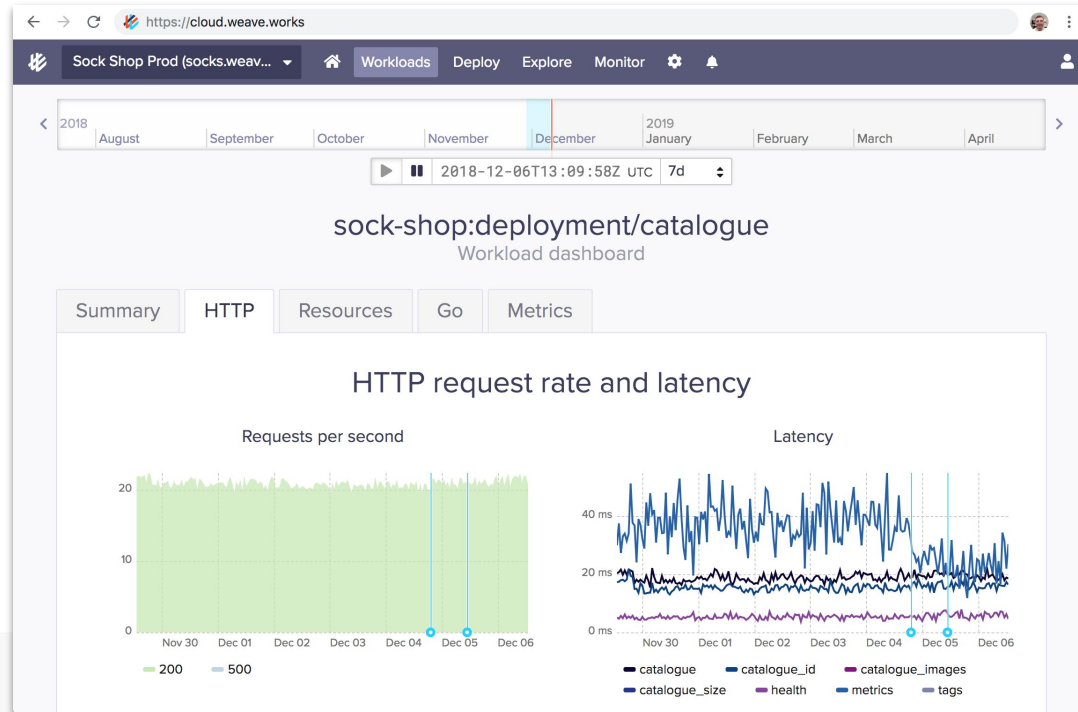 https://cloud.weave.works
Sock Shop Prod (socks.weav...
Workloads
Deploy
Explore
Monitor
2018
2019
August
September
October
November
December
January
February
March
April
2018-12-06T13:09:58Z UTC
7d
sock-shop:deployment/catalogue
Workload dashboard
Summary
HTTP
Resources
Go
Metrics
HTTP request rate and latency
Requests per second
20
10
0
Nov 30
Dec 01
Dec 02
Dec 03
Dec 04
Dec 05
Dec 06
200
500
Latency
40 ms
20 ms
0 ms
Nov 30
Dec 01
Dec 02
Dec 03
Dec 04
Dec 05
Dec 06
catalogue
catalogue_id
catalogue_images
catalogue_size
health
metrics
tags